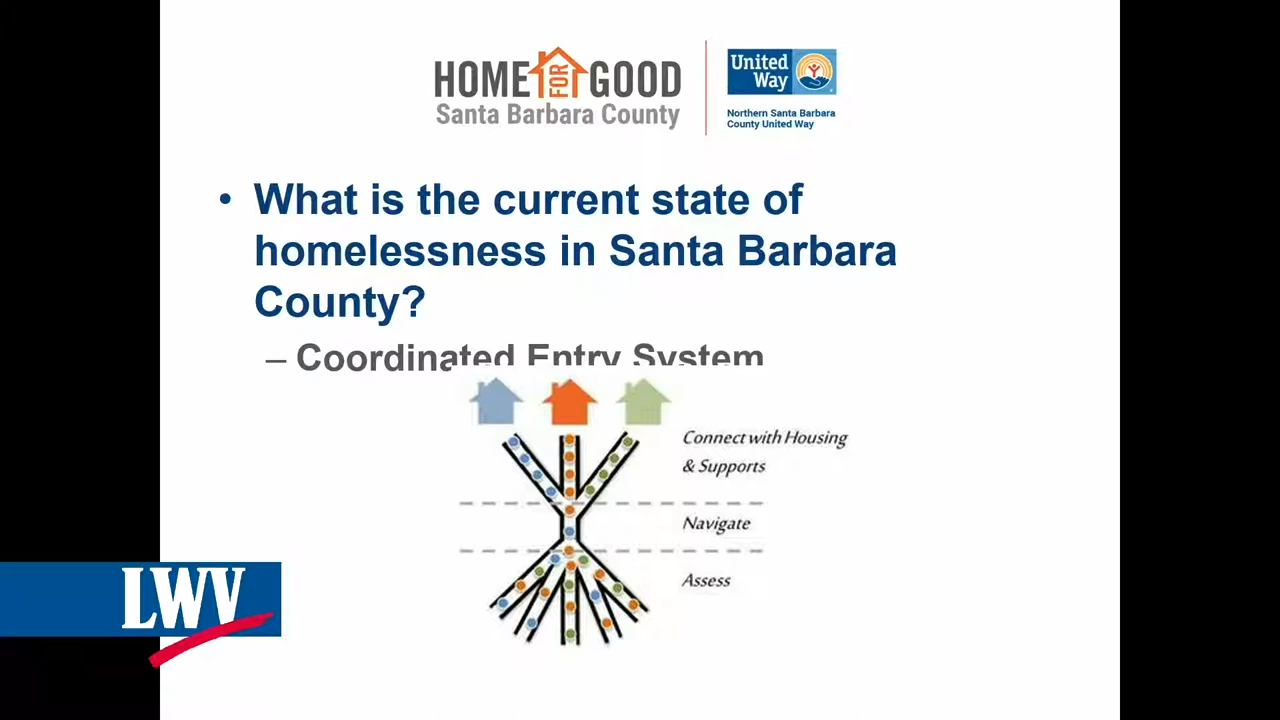 HOME FOR GOOD
Santa Barbara County
United
Way
Northern Santa Barbara
County United Way
• What is the current state of
homelessness in Santa Barbara
County?
– Coordinated Entry System
Connect with Housing
& Supports
Navigate
Assess
LWV